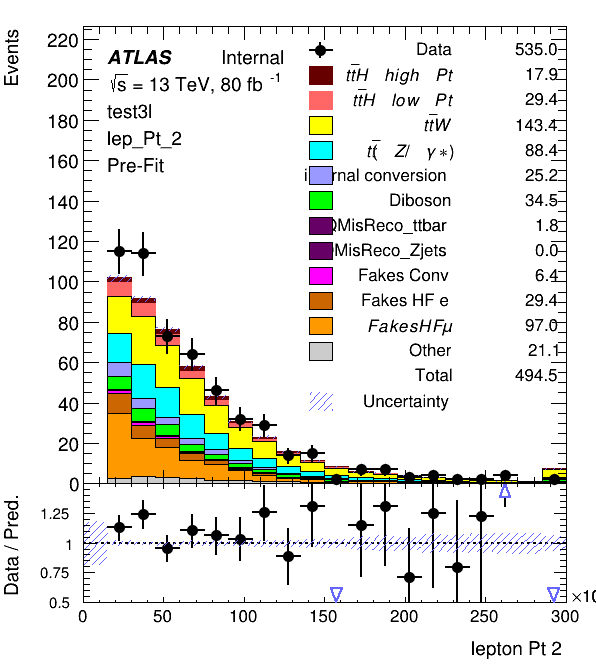 Events
220
200
180
160
140
120
100
80
60
40
20
0
ATLAS Internal
√s = 13 TeV, 80 fb -1
test3l
lep_Pt_2
Pre-Fit
Data 535.0
tt̄H high Pt 17.9
tt̄H low Pt 29.4
tt̄W 143.4
tt̄( Z/ γ*) 88.4
conversion 25.2
Diboson 34.5
QMisReco_ttbar 1.8
QMisReco_Zjets 0.0
Fakes Conv 6.4
Fakes HF e 29.4
FakesHFμ 97.0
Other 21.1
Total 494.5
Uncertainty
Data / Pred.
1.25
1
0.75
0.5
0 50 100 150 200 250 300
×10
lepton Pt 2